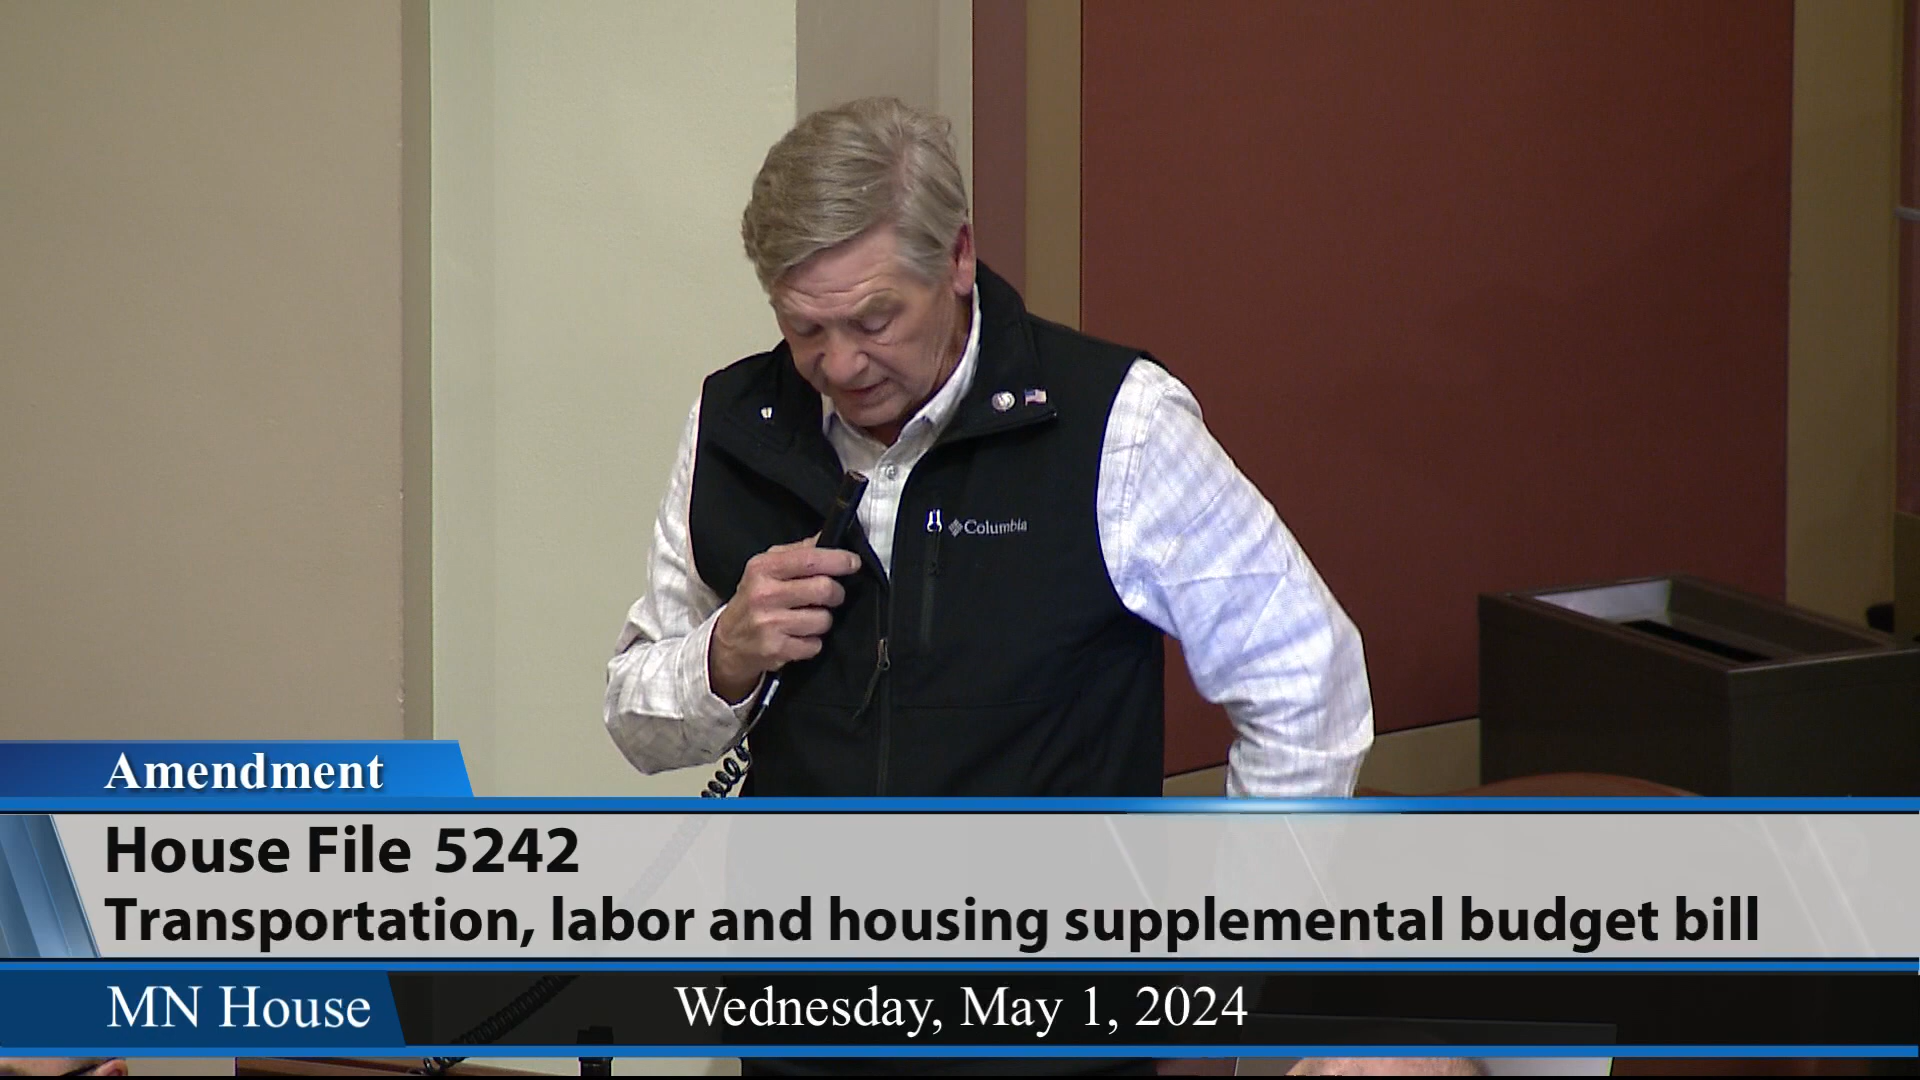 Columbia
Amendment
House File 5242
Transportation, labor and housing supplemental budget bill
MN House
Wednesday, May 1, 2024